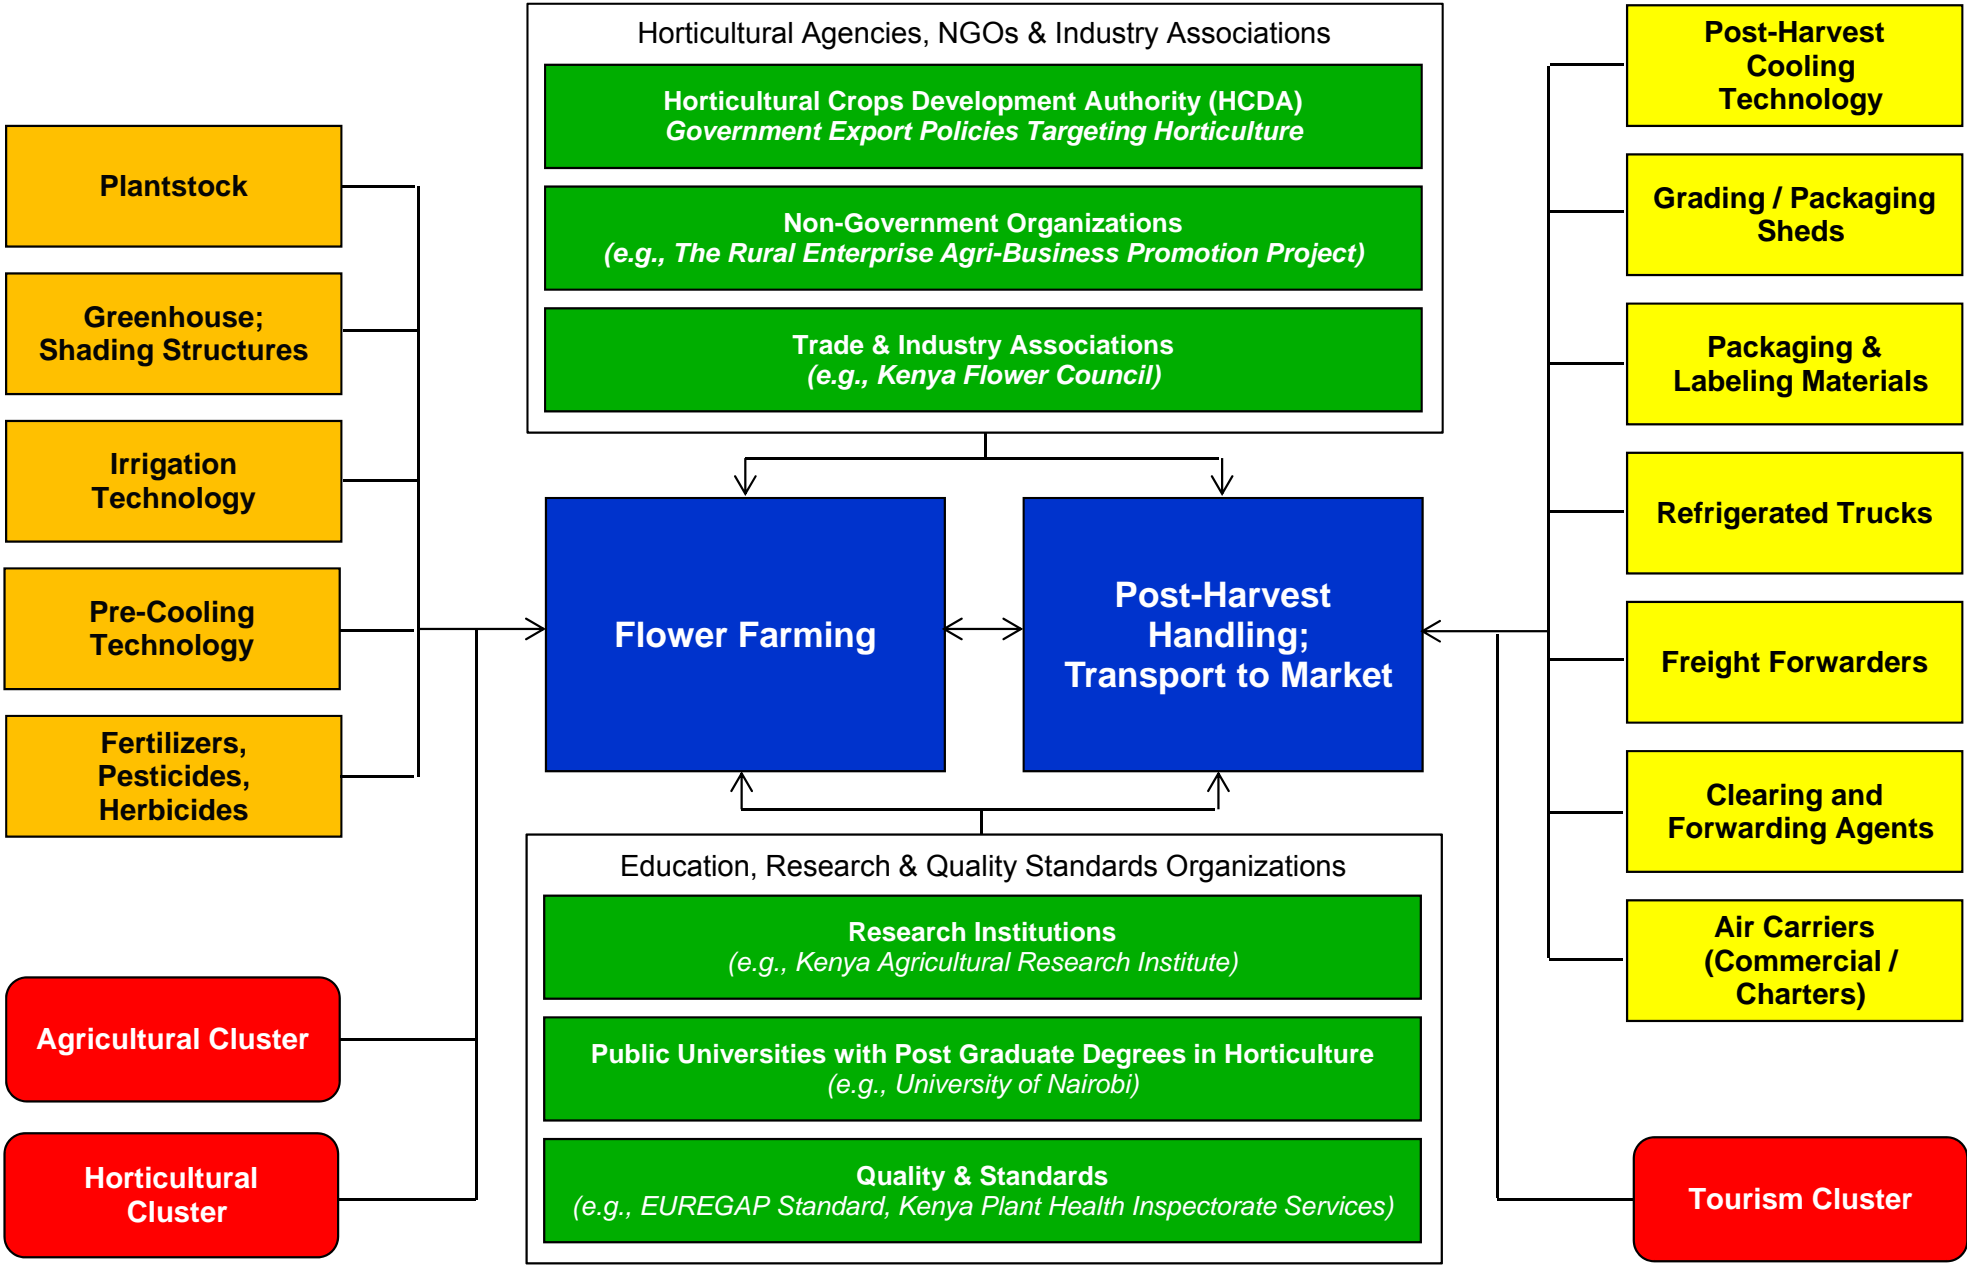 Horticultural Agencies, NGOs & Industry Associations
Horticultural Crops Development Authority (HCDA)
Government Export Policies Targeting Horticulture
Non-Government Organizations
(e.g., The Rural Enterprise Agri-Business Promotion Project)
Trade & Industry Associations
(e.g., Kenya Flower Council)
Plantstock
Greenhouse;
Shading Structures
Irrigation
Technology
Pre-Cooling
Technology
Fertilizers,
Pesticides,
Herbicides
Agricultural Cluster
Horticultural
Cluster
Flower Farming
Post-Harvest
Handling;
Transport to Market
Education, Research & Quality Standards Organizations
Research Institutions
(e.g., Kenya Agricultural Research Institute)
Public Universities with Post Graduate Degrees in Horticulture
(e.g., University of Nairobi)
Quality & Standards
(e.g., EUREGAP Standard, Kenya Plant Health Inspectorate Services)
Post-Harvest
Cooling
Technology
Grading / Packaging
Sheds
Packaging &
Labeling Materials
Refrigerated Trucks
Freight Forwarders
Clearing and
Forwarding Agents
Air Carriers
(Commercial /
Charters)
Tourism Cluster